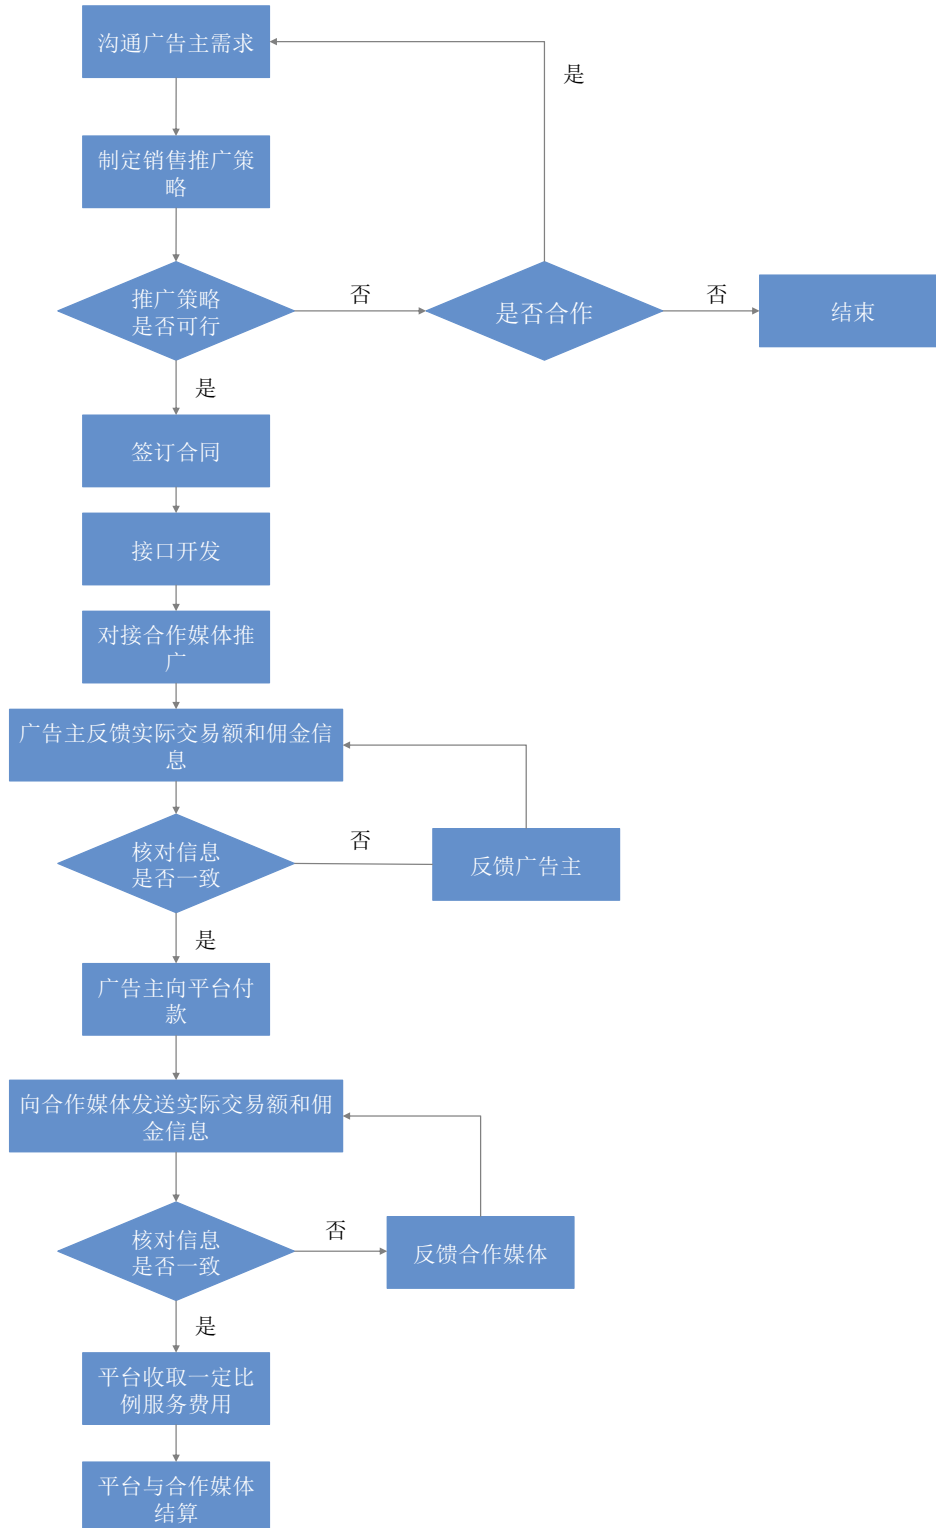 沟通广告主需求
是
制定销售推广策
略
推广策略
是否可行
否
是否合作
否
结束
是
签订合同
接口开发
对接合作媒体推
广
广告主反馈实际交易额和佣金信
息
核对信息
是否一致
否
反馈广告主
是
广告主向平台付
款
向合作媒体发送实际交易额和佣
金信息
核对信息
是否一致
否
反馈合作媒体
是
平台收取一定比
例服务费用
平台与合作媒体
结算